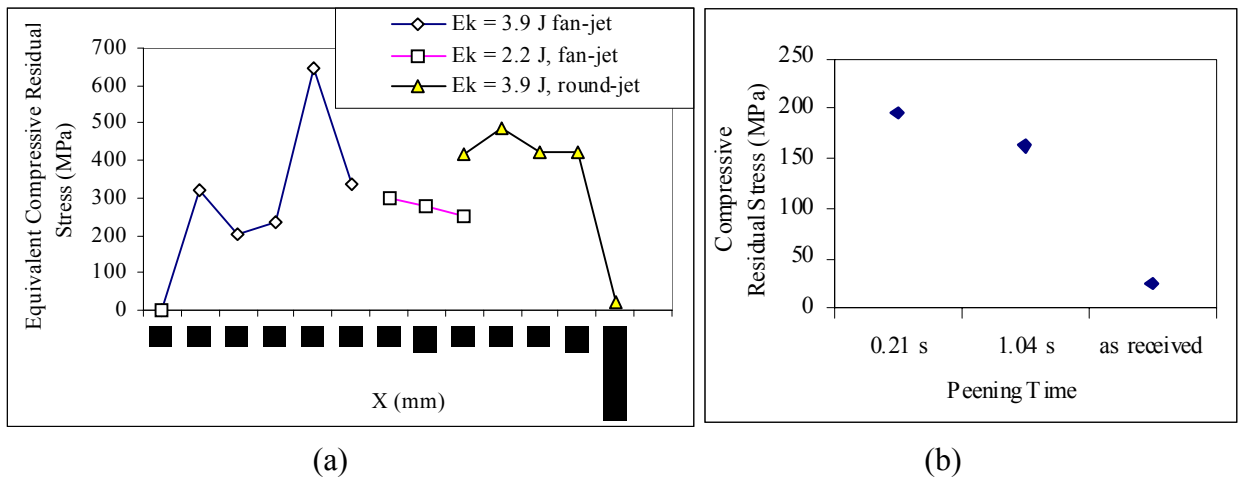 Ek = 3.9 J fan-jet
Ek = 2.2 J, fan-jet
Ek = 3.9 J, round-jet
Equivalent Compressive Residual
Stress (MPa)
700
600
500
400
300
200
100
0
X (mm)
(a)
Compressive
Residual Stress (MPa)
250
200
150
100
50
0
0.21 s
1.04 s
as received
Peening Time
(b)